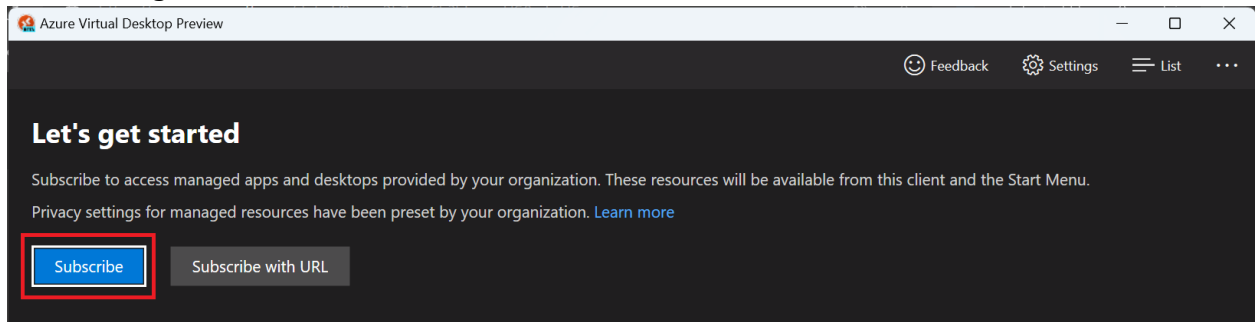 Azure Virtual Desktop Preview
Feedback Settings List
Let's get started
Subscribe to access managed apps and desktops provided by your organization. These resources will be available from this client and the Start Menu.
Privacy settings for managed resources have been preset by your organization. Learn more
Subscribe Subscribe with URL